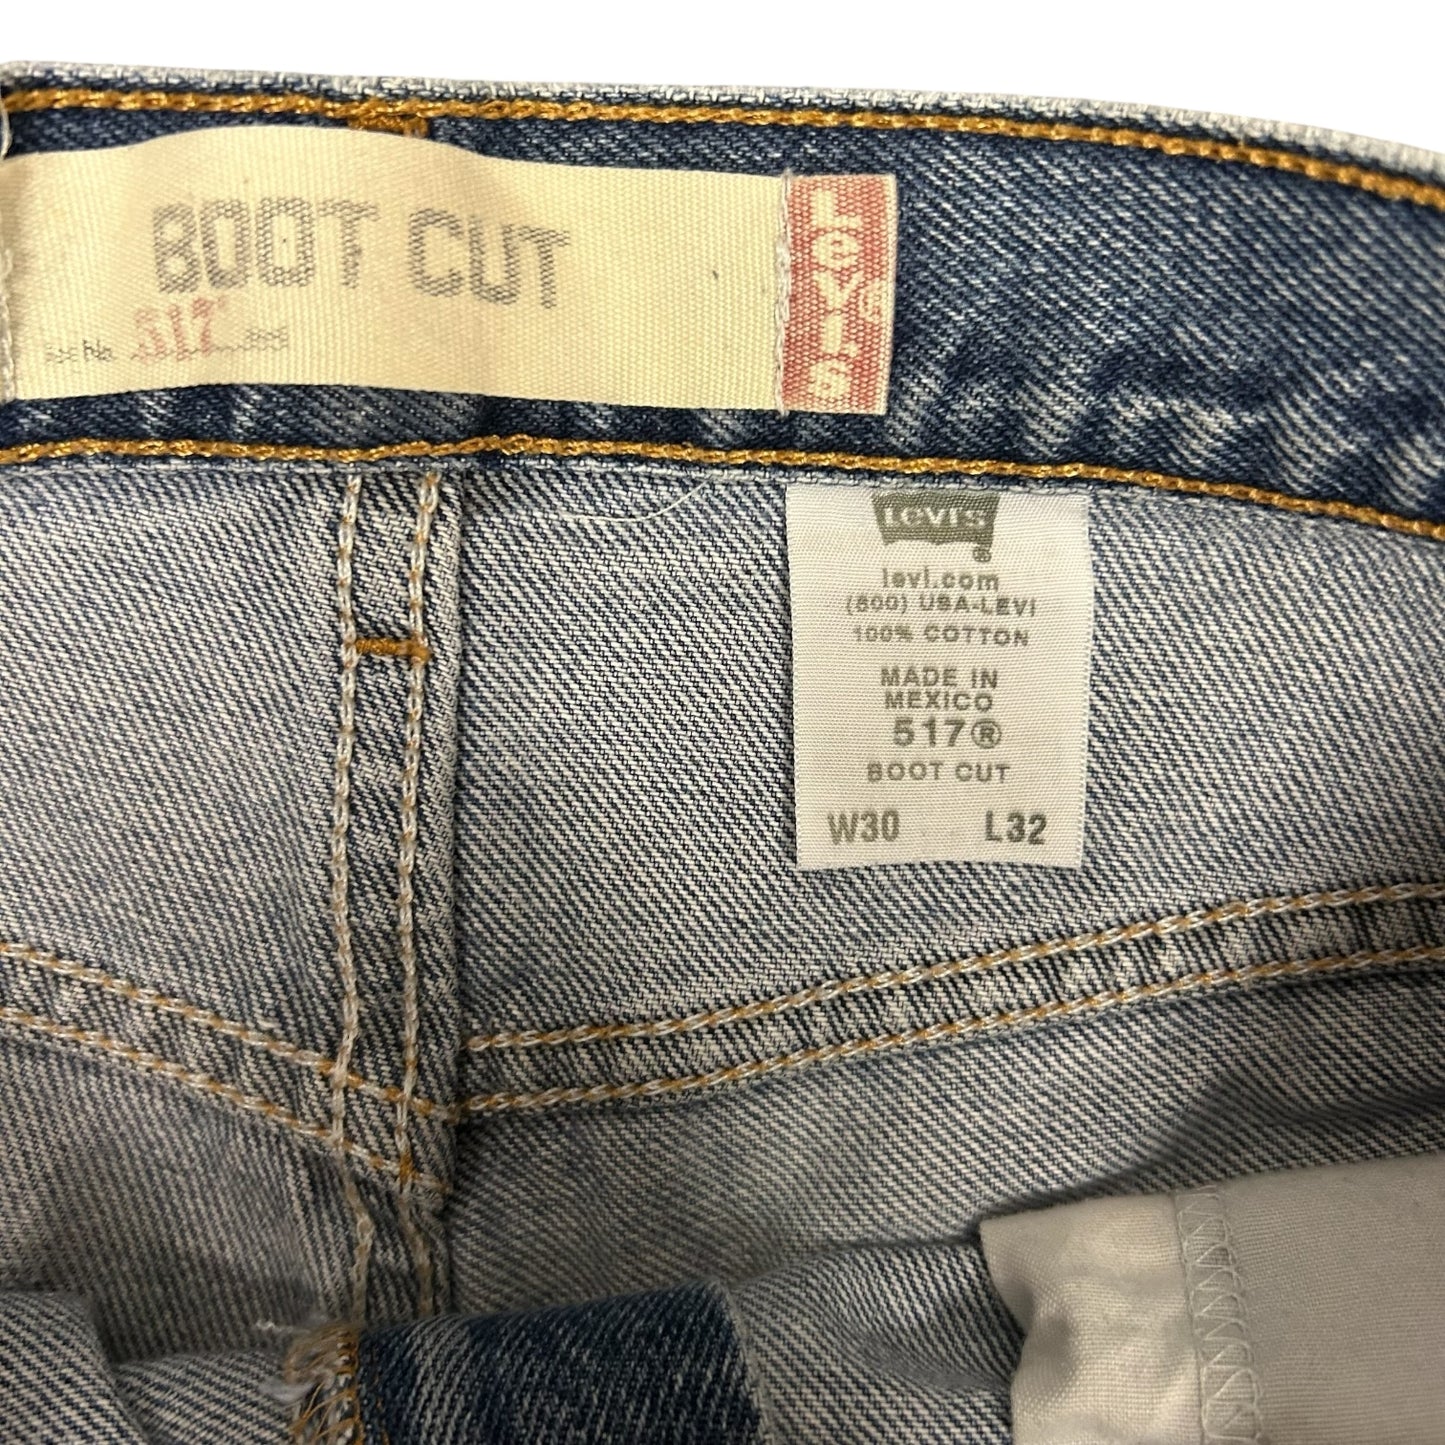 BOOT CUT
No. 517
Levi's
LEVI'S
levi.com
(800) USA-LEVI
100% COTTON
MADE IN
MEXICO
517®
BOOT CUT
W30 L32